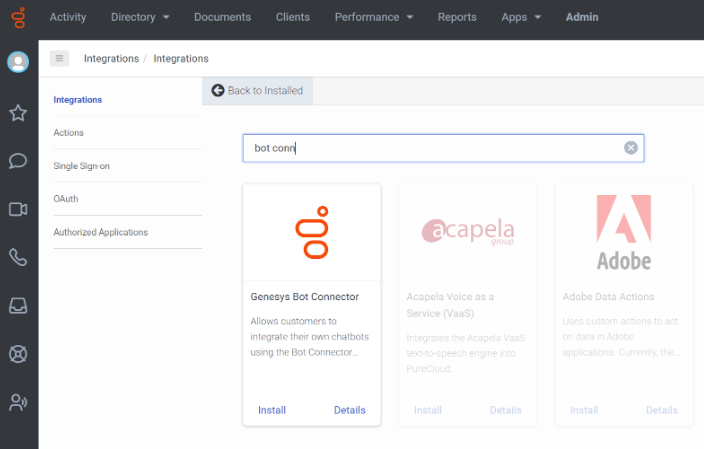 Activity Directory Documents Clients Performance Reports Apps Admin
Integrations / Integrations
Integrations
Actions
Single Sign-on
OAuth
Authorized Applications
Back to Installed
bot conn
Genesys Bot Connector
Allows customers to
integrate their own chatbots
using the Bot Connector...
Install Details
acapela
group
Acapela Voice as a
Service (VaaS)
Integrates the Acapela VaaS
text-to-speech engine into
PureCloud.
Install Details
Adobe
Adobe Data Actions
Uses custom actions to act
on data in Adobe
applications. Currently, the...
Install Details